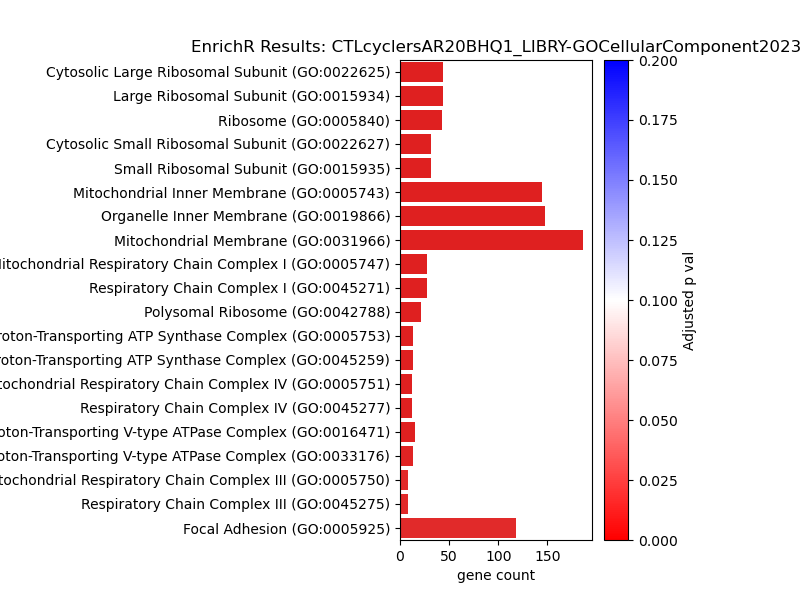 EnrichR Results: CTLcyclersAR20BHQ1_LIBRY-GOCellularComponent2023
Cytosolic Large Ribosomal Subunit (GO:0022625)
Large Ribosomal Subunit (GO:0015934)
Ribosome (GO:0005840)
Cytosolic Small Ribosomal Subunit (GO:0022627)
Small Ribosomal Subunit (GO:0015935)
Mitochondrial Inner Membrane (GO:0005743)
Organelle Inner Membrane (GO:0019866)
Mitochondrial Membrane (GO:0031966)
Mitochondrial Respiratory Chain Complex I (GO:0005747)
Respiratory Chain Complex I (GO:0045271)
Polysomal Ribosome (GO:0042788)
roton-Transporting ATP Synthase Complex (GO:0005753)
roton-Transporting ATP Synthase Complex (GO:0045259)
tochondrial Respiratory Chain Complex IV (GO:0005751)
Respiratory Chain Complex IV (GO:0045277)
oton-Transporting V-type ATPase Complex (GO:0016471)
oton-Transporting V-type ATPase Complex (GO:0033176)
tochondrial Respiratory Chain Complex III (GO:0005750)
Respiratory Chain Complex III (GO:0045275)
Focal Adhesion (GO:0005925)
0 50 100 150
gene count
0.200
0.175
0.150
0.125
0.100
0.075
0.050
0.025
0.000
Adjusted p val